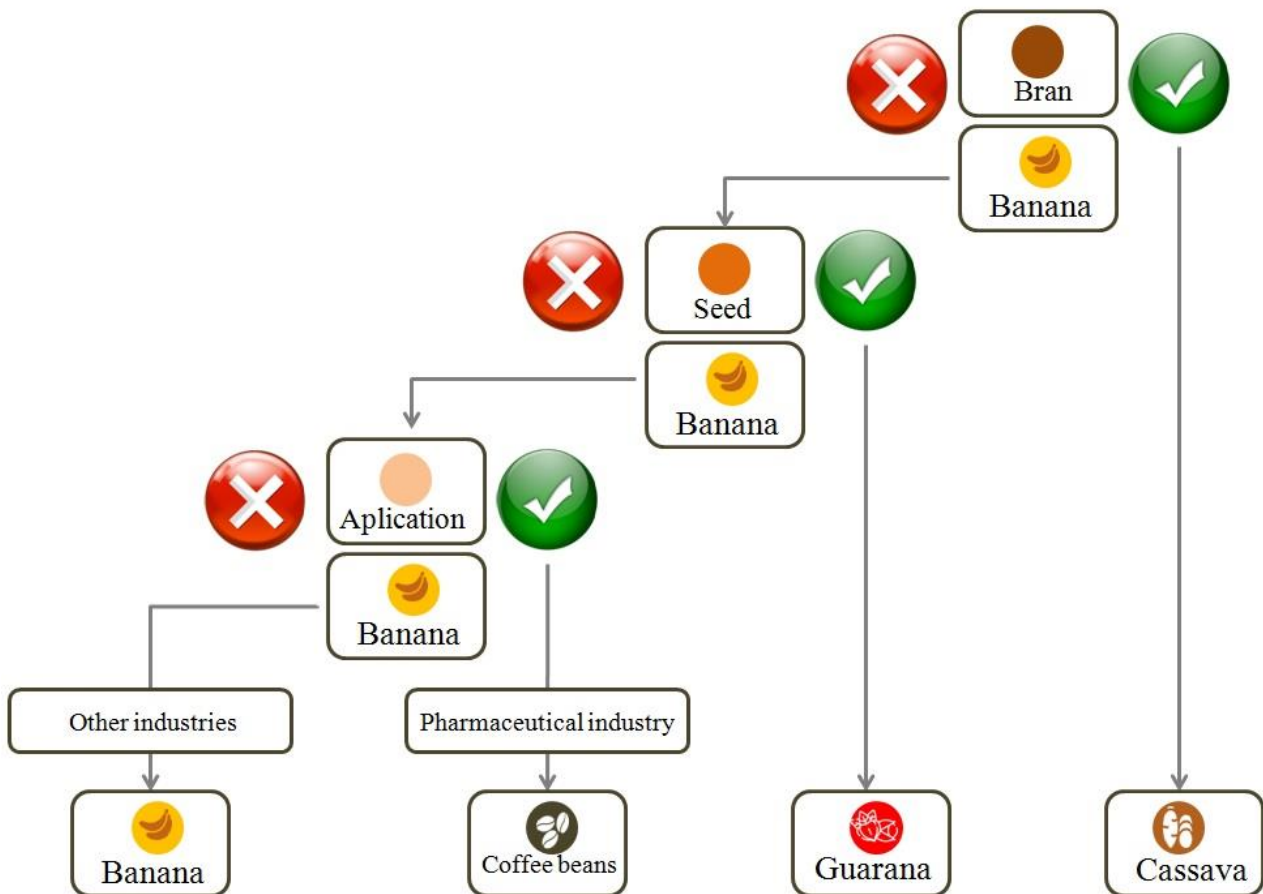 Bran
Banana
Seed
Banana
Aplication
Banana
Other industries
Pharmaceutical industry
Banana
Coffee beans
Guarana
Cassava